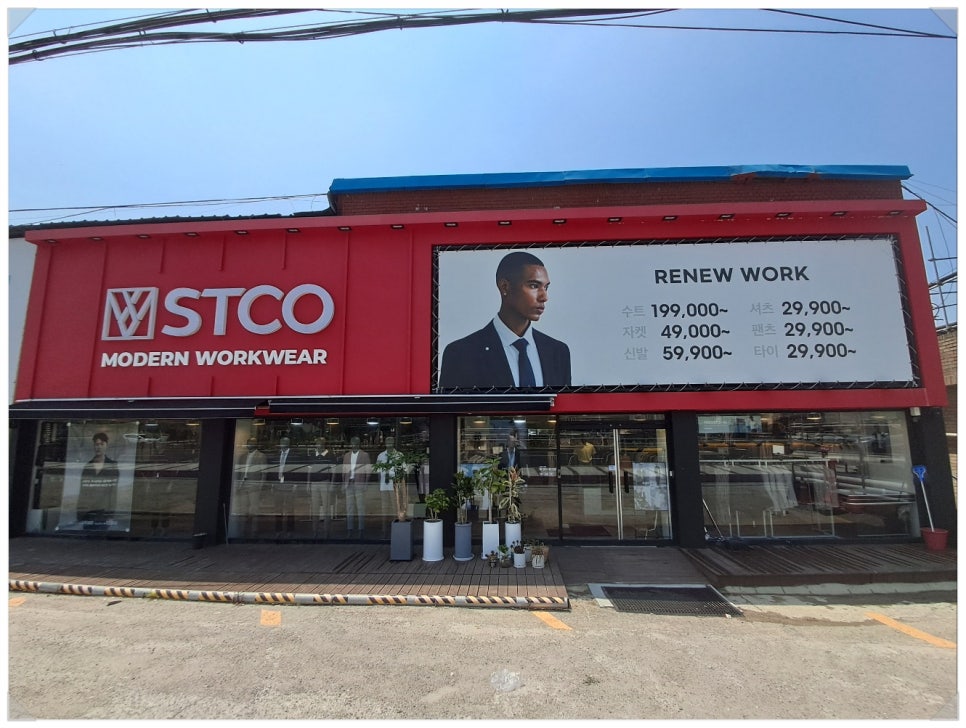 STCO
MODERN WORKWEAR
RENEW WORK
수트 199,000~ 셔츠 29,900~
자켓 49,000~ 팬츠 29,900~
신발 59,900~ 타이 29,900~